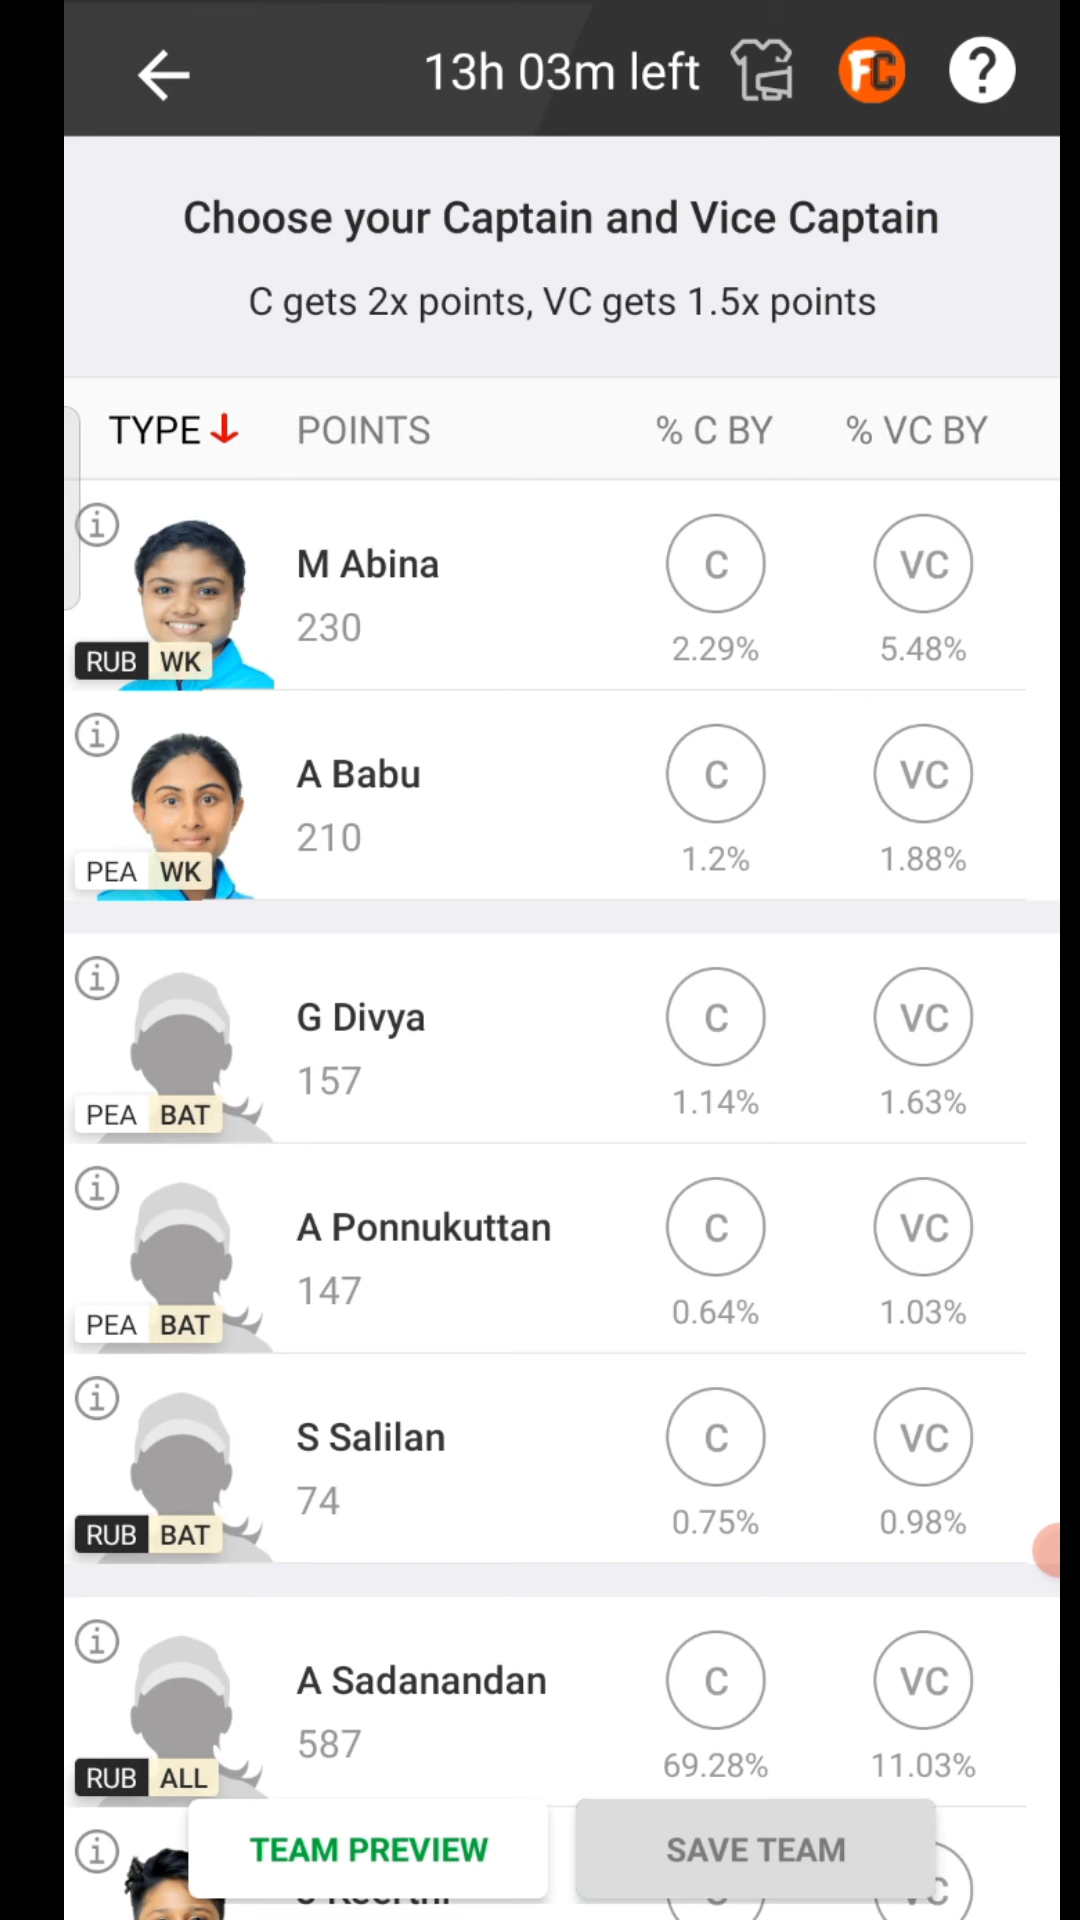 13h 03m left FC ?
Choose your Captain and Vice Captain
C gets 2x points, VC gets 1.5x points
TYPE POINTS % C BY % VC BY
i
M Abina C VC
230 2.29% 5.48%
RUB WK
i
A Babu C VC
210 1.2% 1.88%
PEA WK
i
G Divya C VC
157 1.14% 1.63%
PEA BAT
i
A Ponnukuttan C VC
147 0.64% 1.03%
PEA BAT
i
S Salilan C VC
74 0.75% 0.98%
RUB BAT
i
A Sadanandan C VC
587 69.28% 11.03%
RUB ALL
i
TEAM PREVIEW SAVE TEAM